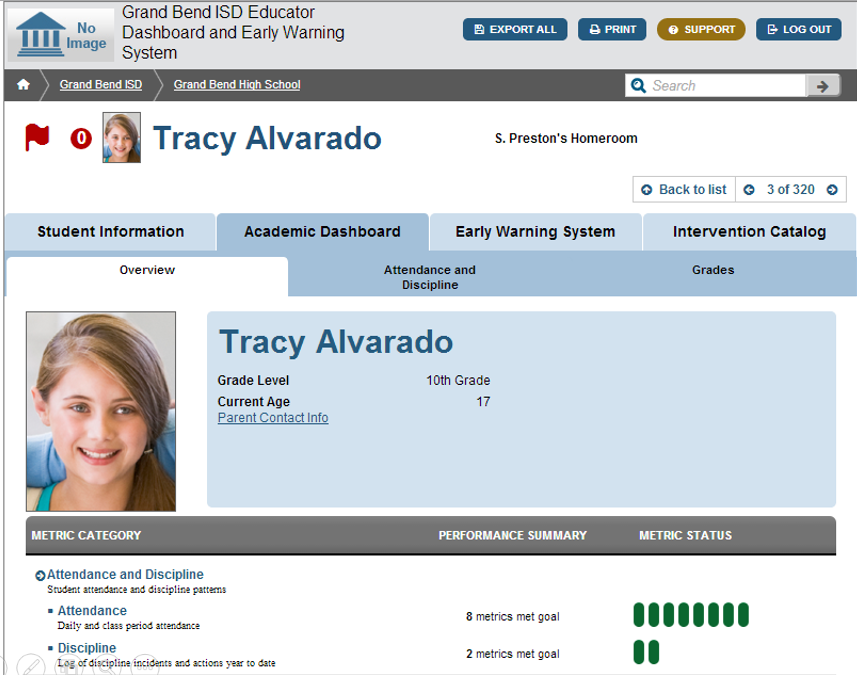 No
Image
Grand Bend ISD Educator
Dashboard and Early Warning
System
EXPORT ALL
PRINT
SUPPORT
LOG OUT
Grand Bend ISD
Grand Bend High School
Search
0
Tracy Alvarado
S. Preston's Homeroom
Back to list
3 of 320
Student Information
Academic Dashboard
Early Warning System
Intervention Catalog
Overview
Attendance and
Discipline
Grades
Tracy Alvarado
Grade Level 10th Grade
Current Age 17
Parent Contact Info
METRIC CATEGORY PERFORMANCE SUMMARY METRIC STATUS
Attendance and Discipline
Student attendance and discipline patterns
Attendance
Daily and class period attendance
8 metrics met goal
Discipline
Log of discipline incidents and actions year to date
2 metrics met goal